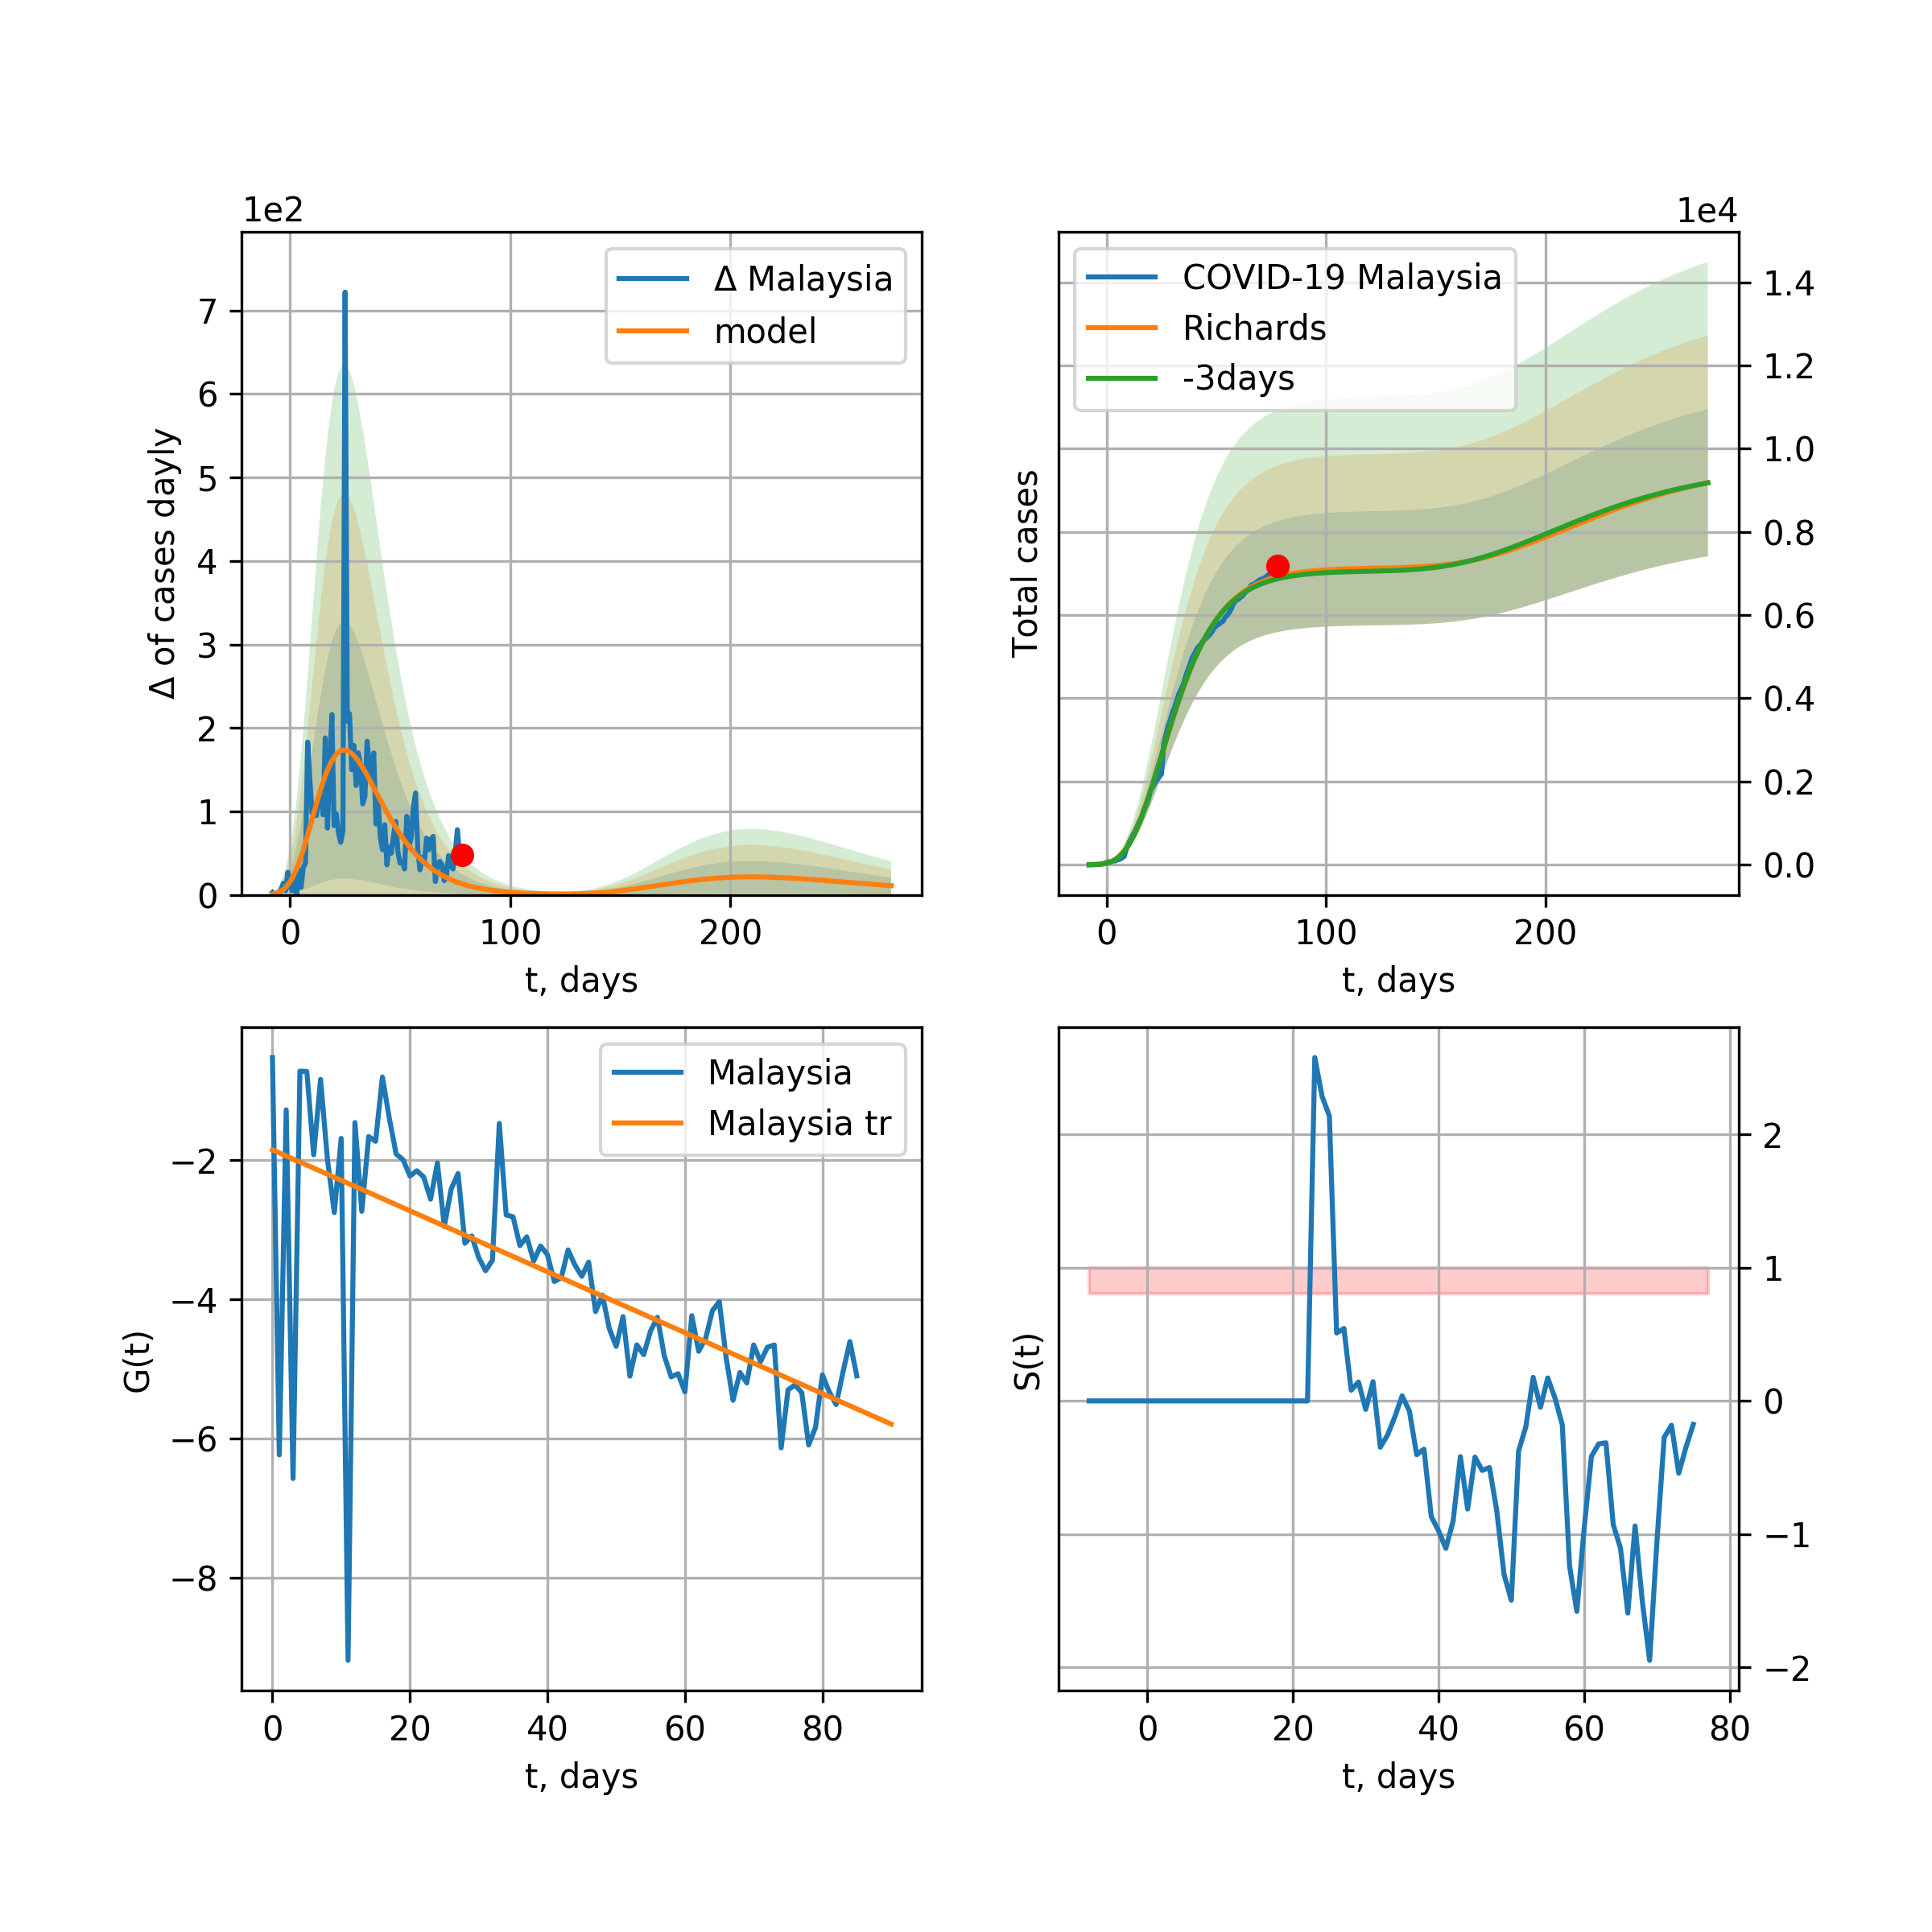 1e2
Δ of cases dayly
7
6
5
4
3
2
1
0
Δ Malaysia
model
0 100 200
t, days
1e4
Total cases
COVID-19 Malaysia
Richards
-3days
1.4
1.2
1.0
0.8
0.6
0.4
0.2
0.0
0 100 200
t, days
G(t)
−2
−4
−6
−8
Malaysia
Malaysia tr
0 20 40 60 80
t, days
S(t)
2
1
0
−1
−2
0 20 40 60 80
t, days